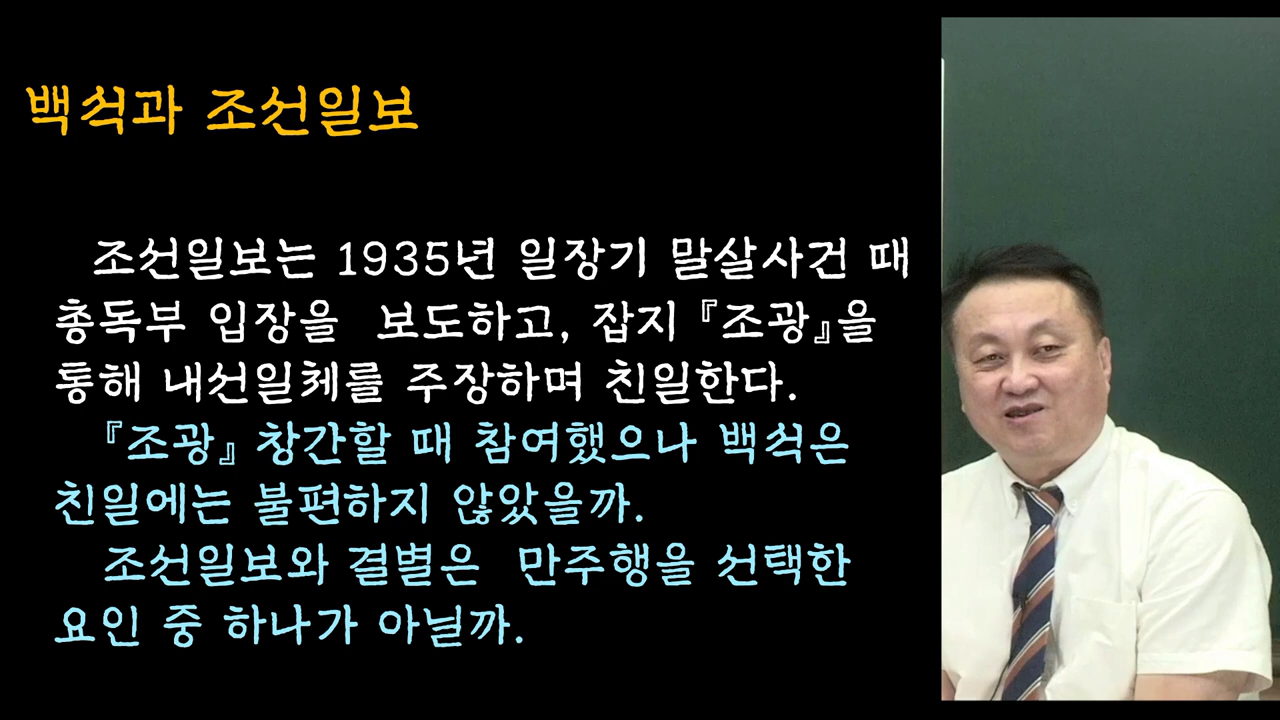 백석과 조선일보
조선일보는 1935년 일장기 말살사건 때
총독부 입장을 보도하고, 잡지 『조광』을
통해 내선일체를 주장하며 친일한다.
『조광』 창간할 때 참여했으나 백석은
친일에는 불편하지 않았을까.
조선일보와 결별은 만주행을 선택한
요인 중 하나가 아닐까.